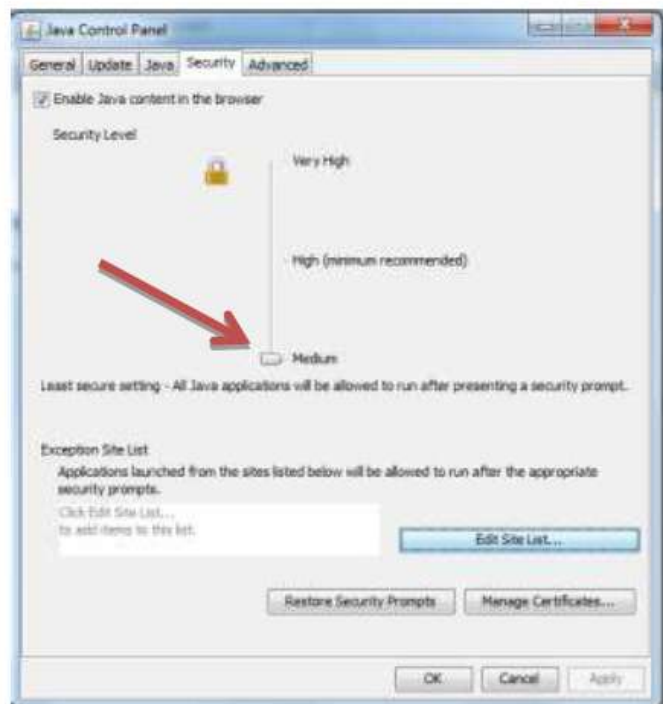 Java Control Panel
General Update Java Security Advanced
Enable Java content in the browser
Security Level
Very High
High (minimum recommended)
Medium
Least secure setting - All Java applications will be allowed to run after presenting a security prompt.
Exception Site List
Applications launched from the sites listed below will be allowed to run after the appropriate
security prompts.
Click Edit Site List...
to add items to this list.
Edit Site List...
Restore Security Prompts Manage Certificates...
OK Cancel Apply